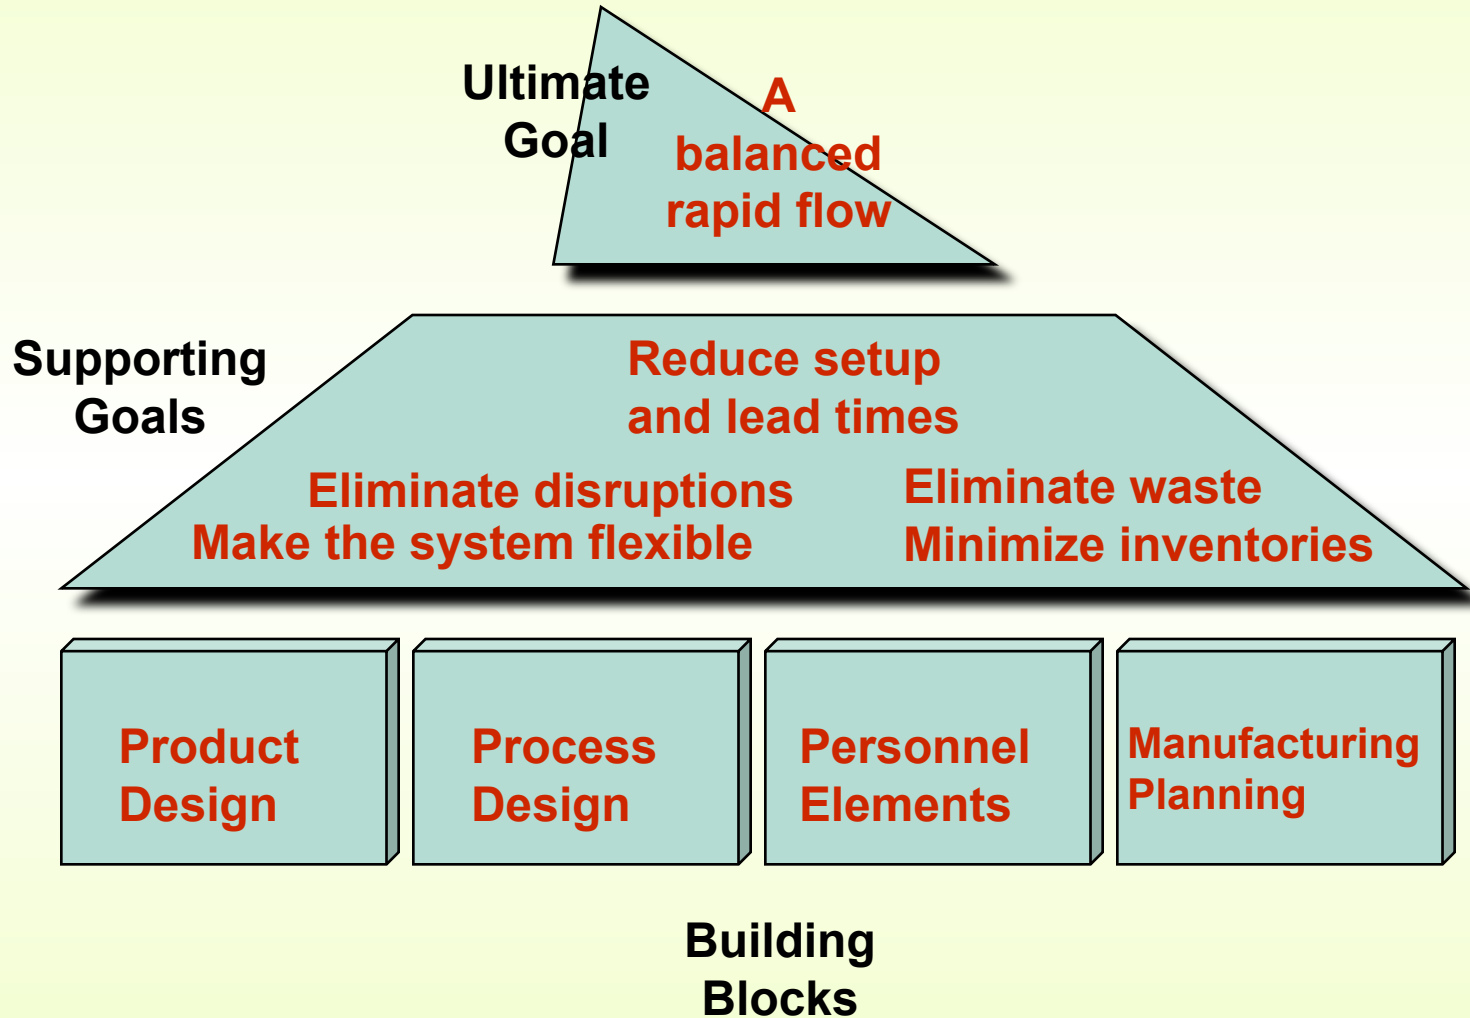 Ultimate
Goal
A
balanced
rapid flow
Supporting
Goals
Reduce setup
and lead times
Eliminate disruptions
Make the system flexible
Eliminate waste
Minimize inventories
Product
Design
Process
Design
Personnel
Elements
Manufacturing
Planning
Building
Blocks